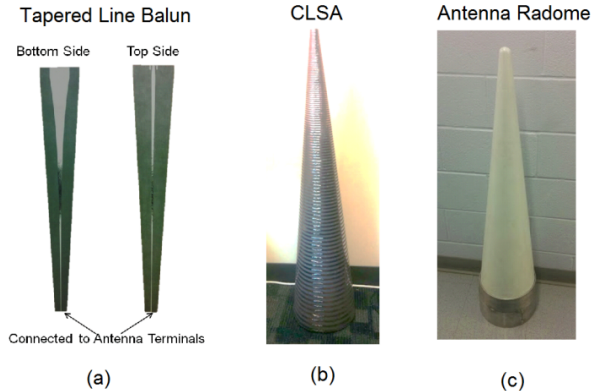 Tapered Line Balun
CLSA
Antenna Radome
Bottom Side
Top Side
Connected to Antenna Terminals
(a)
(b)
(c)